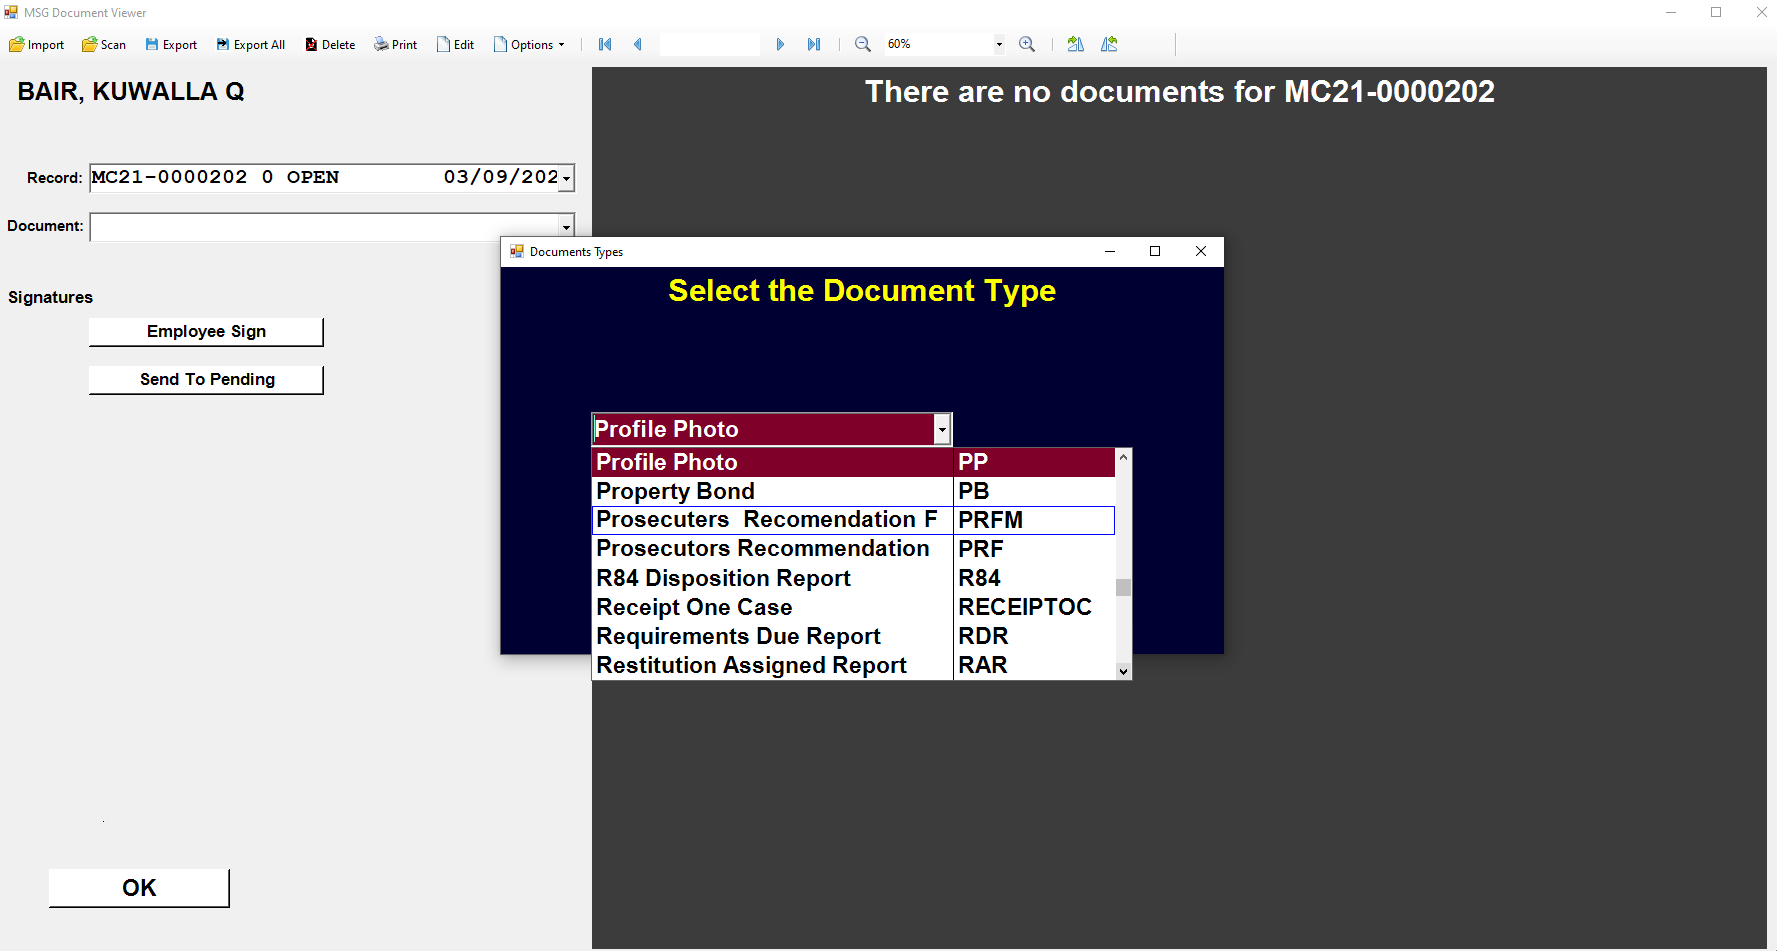 MSG Document Viewer
Import Scan Export Export All Delete Print Edit Options 60%
BAIR, KUWALLA Q
There are no documents for MC21-0000202
Record: MC21-0000202 0 OPEN 03/09/202
Document:
Signatures
Employee Sign
Send To Pending
OK
Documents Types
Select the Document Type
Profile Photo
Profile Photo PP
Property Bond PB
Prosecuters  Recomendation F PRFM
Prosecutors Recommendation PRF
R84 Disposition Report R84
Receipt One Case RECEIPTOC
Requirements Due Report RDR
Restitution Assigned Report RAR